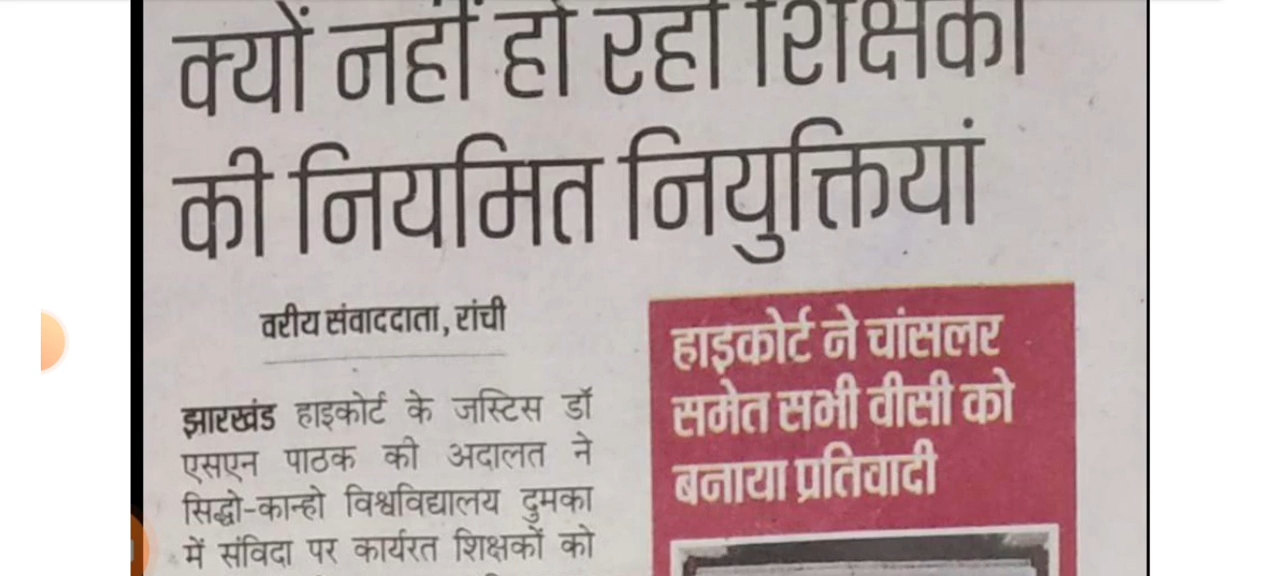 क्यों नहीं हो रही शिक्षकों
की नियमित नियुक्तियां
वरीय संवाददाता, रांची
झारखंड हाइकोर्ट के जस्टिस डॉ
एसएन पाठक की अदालत ने
सिद्धो-कान्हो विश्वविद्यालय दुमका
में संविदा पर कार्यरत शिक्षकों को
हाइकोर्ट ने चांसलर
समेत सभी वीसी को
बनाया प्रतिवादी